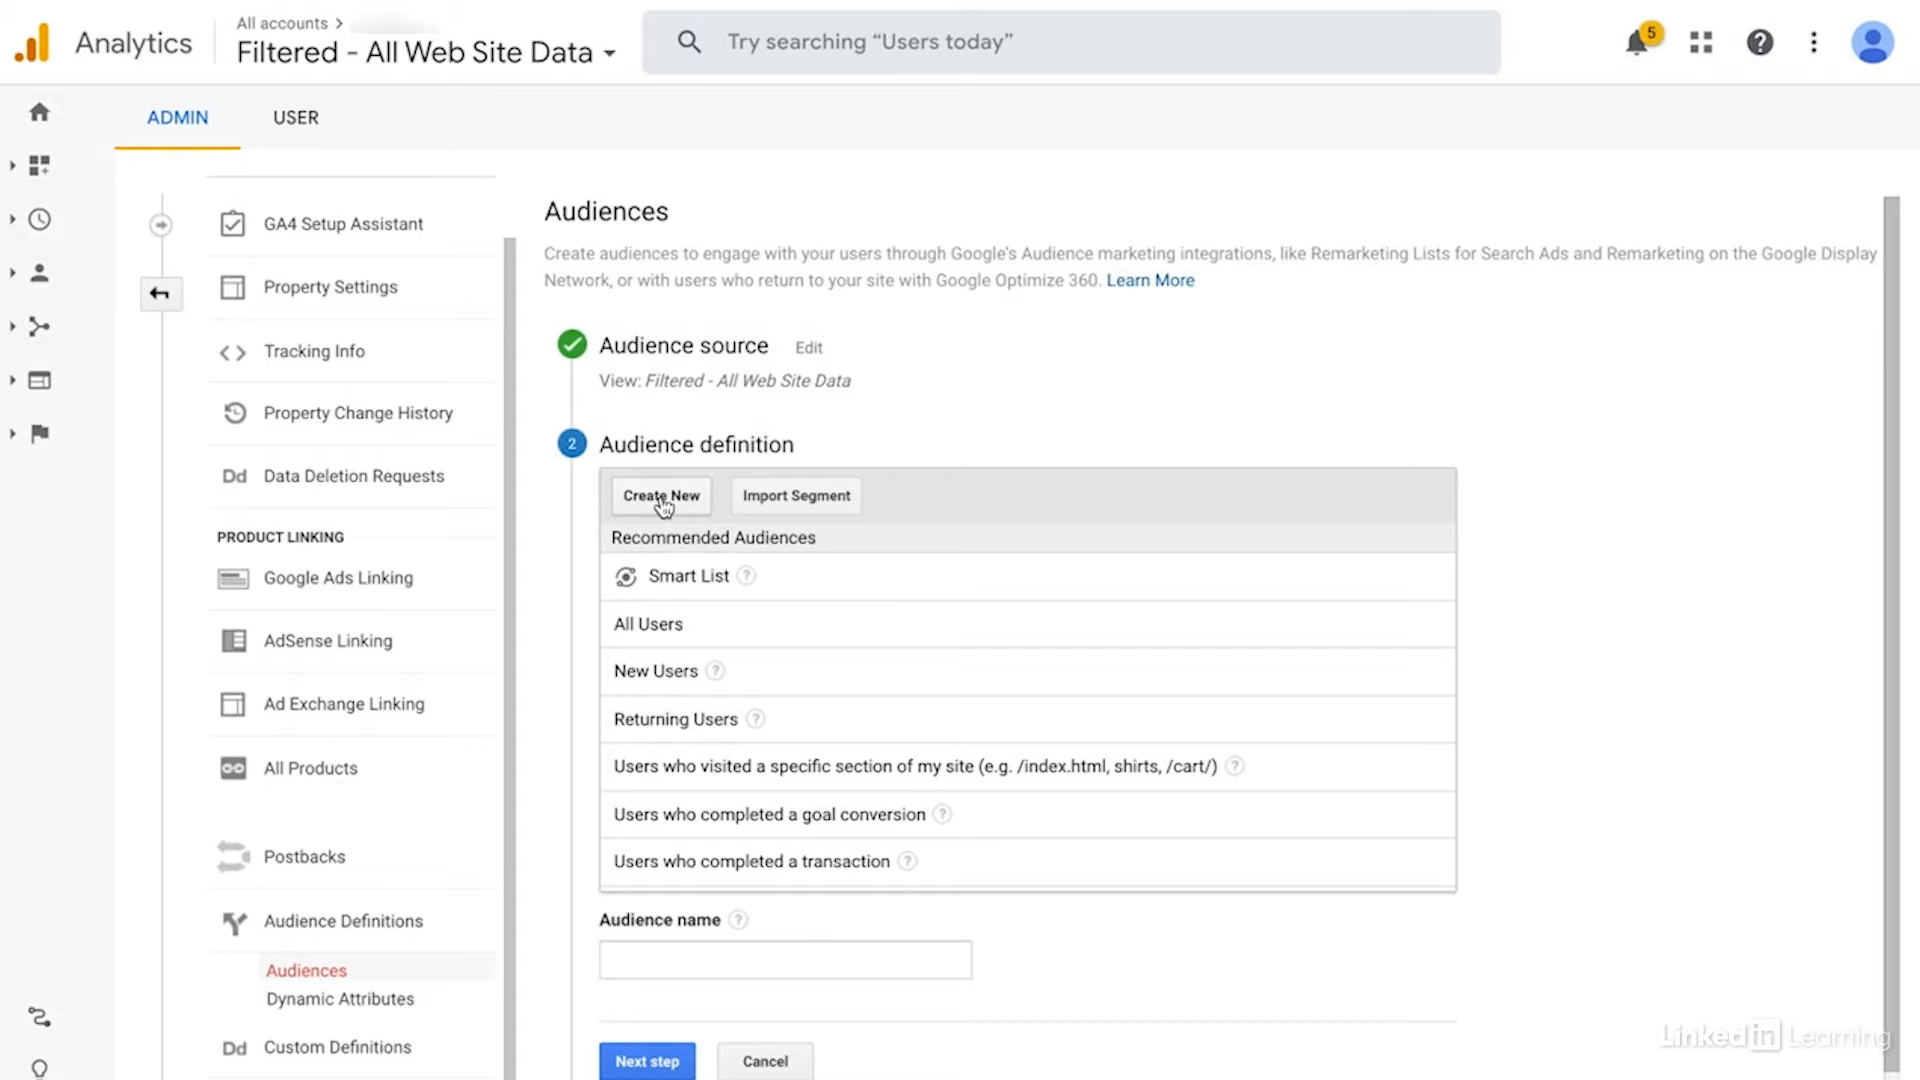 Analytics
All accounts >
Filtered - All Web Site Data
Try searching “Users today”
5
ADMIN
USER
GA4 Setup Assistant
Property Settings
Tracking Info
Property Change History
Dd Data Deletion Requests
PRODUCT LINKING
Google Ads Linking
AdSense Linking
Ad Exchange Linking
All Products
Postbacks
Audience Definitions
Audiences
Dynamic Attributes
Dd Custom Definitions
Audiences
Create audiences to engage with your users through Google's Audience marketing integrations, like Remarketing Lists for Search Ads and Remarketing on the Google Display
Network, or with users who return to your site with Google Optimize 360. Learn More
Audience source Edit
View: Filtered - All Web Site Data
2 Audience definition
Create New Import Segment
Recommended Audiences
Smart List ?
All Users
New Users ?
Returning Users ?
Users who visited a specific section of my site (e.g. /index.html, shirts, /cart/) ?
Users who completed a goal conversion ?
Users who completed a transaction ?
Audience name ?
Next step Cancel
LinkedIn Learning